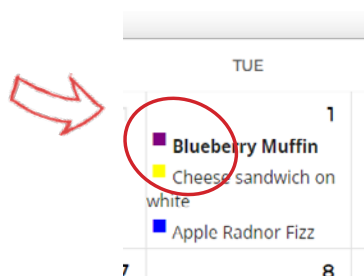 TUE
1
Blueberry Muffin
Cheese sandwich on
white
Apple Radnor Fizz
7
8